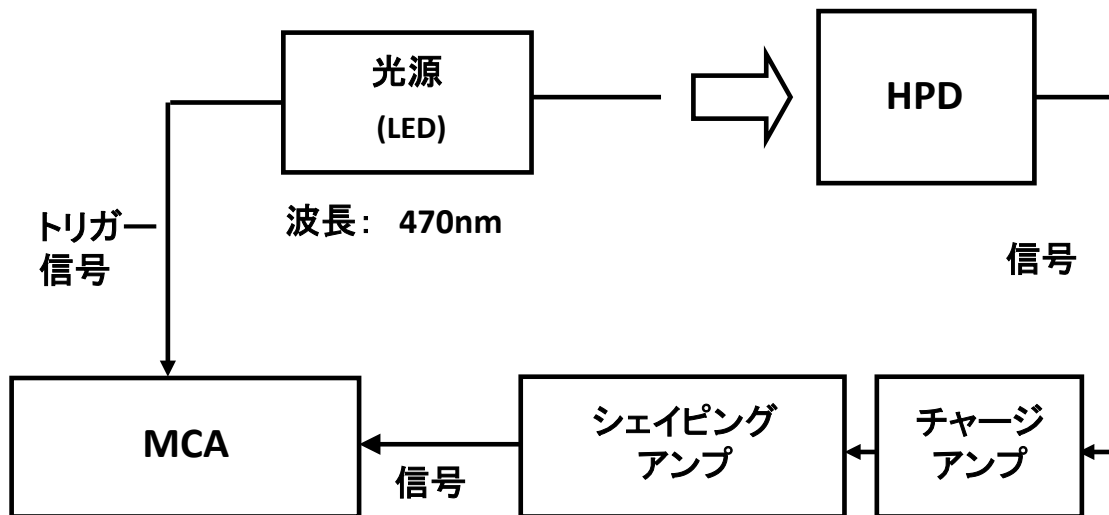 光源
(LED)
HPD
波長： 470nm
トリガー
信号
信号
MCA
信号
シェイピング
アンプ
チャージ
アンプ